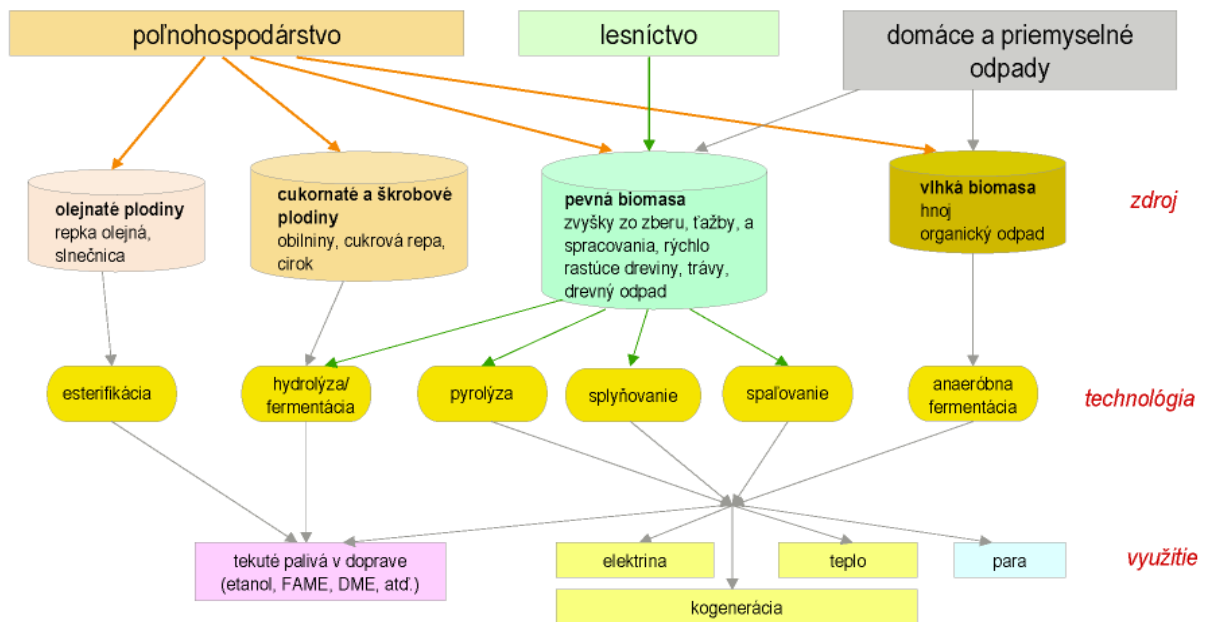 poľnohospodárstvo
lesníctvo
domáce a priemyselné
odpady
olejnaté plodiny
repka olejná,
slnečnica
cukornaté a škrobové
plodiny
obilniny, cukrová repa,
cirok
pevná biomasa
zvyšky zo zberu, ťažby, a
spracovania, rýchlo
rastúce dreviny, trávy,
drevný odpad
vlhká biomasa
hnoj
organický odpad
zdroj
esterifikácia
hydrolýza/
fermentácia
pyrolýza
splyňovanie
spaľovanie
anaeróbna
fermentácia
technológia
tekuté palivá v doprave
(etanol, FAME, DME, atď.)
elektrina
teplo
para
využitie
kogenerácia